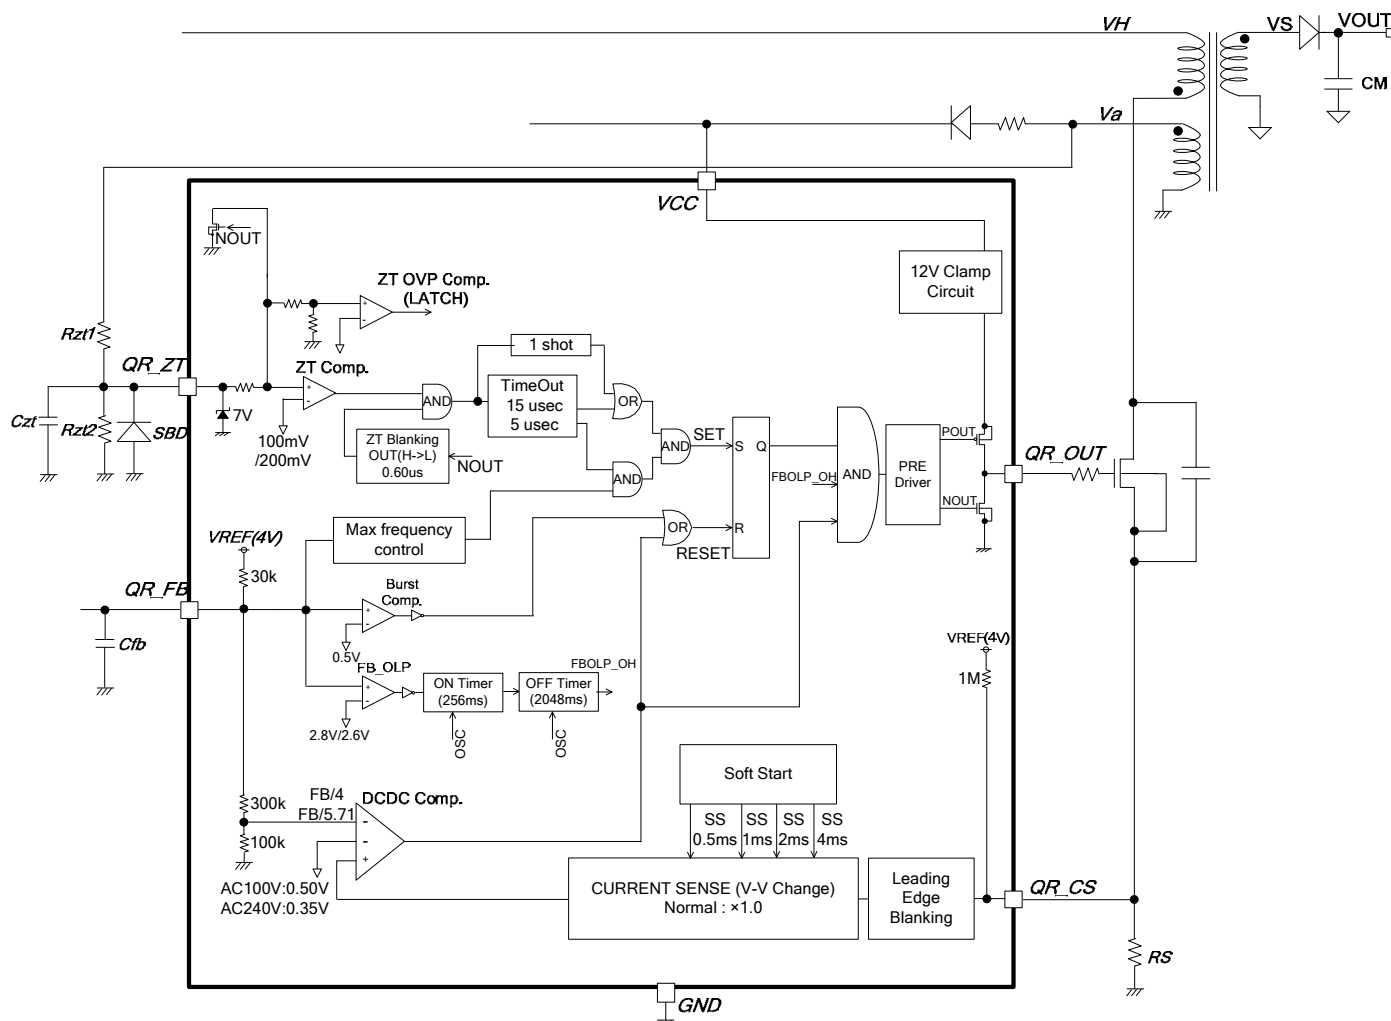 VH
VS
VOUT
CM
Va
VCC
NOUT
12V Clamp
Circuit
ZT OVP Comp.
(LATCH)
Rzt1
1 shot
QR_ZT
ZT Comp.
TimeOut
15 usec
5 usec
AND
OR
7V
Czt
Rzt2
SBD
100mV
/200mV
ZT Blanking
OUT(H->L)
0.60us
NOUT
AND
SET
S
Q
POUT
QR_OUT
FBOLP_OH
AND
PRE
Driver
AND
NOUT
Max frequency
control
OR
R
RESET
VREF(4V)
30k
QR_FB
Burst
Comp.
Cfb
0.5V
FB_OLP
FBOLP_OH
VREF(4V)
1M
ON Timer
(256ms)
OFF Timer
(2048ms)
2.8V/2.6V
OSC
OSC
Soft Start
300k
FB/4
DCDC Comp.
FB/5.71
100k
SS
0.5ms
SS
1ms
SS
2ms
SS
4ms
AC100V:0.50V
AC240V:0.35V
CURRENT SENSE (V-V Change)
Normal : ×1.0
Leading
Edge
Blanking
QR_CS
RS
GND